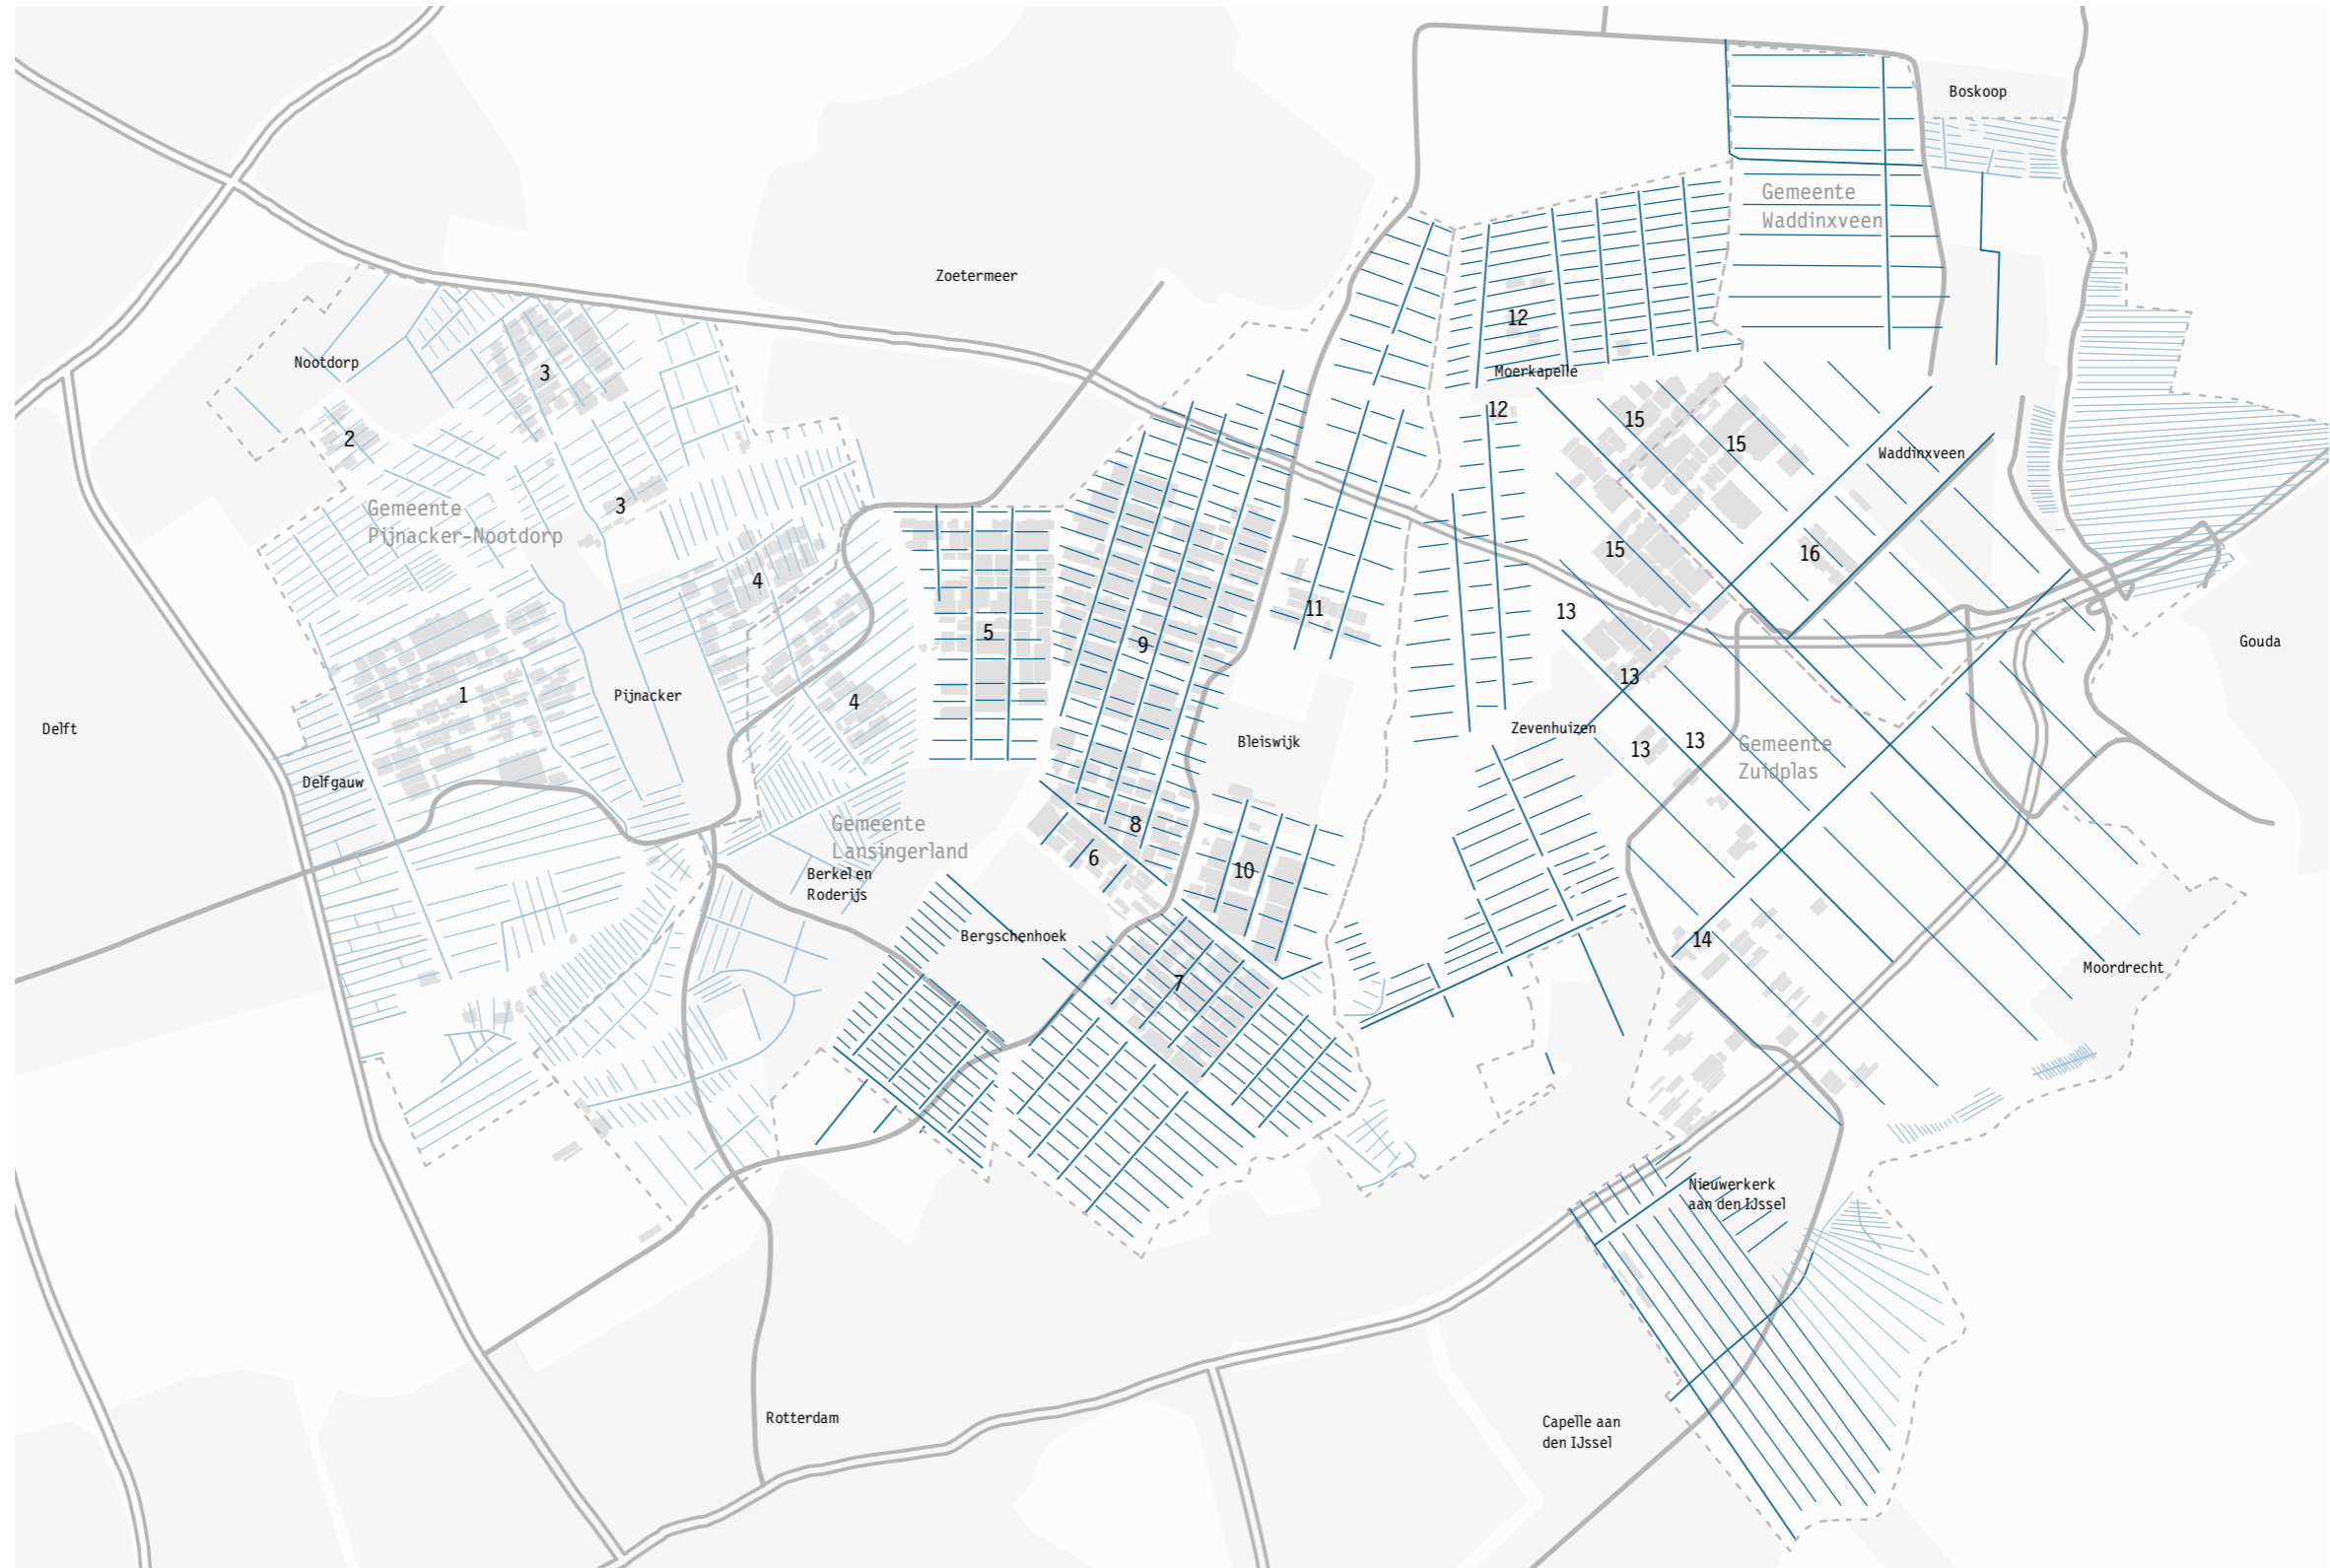 Boskoop
Gemeente
Waddinxveen
Zoetermeer
12
Nootdorp
3
Moerkapelle
12
15
2
15
Waddinxveen
3
Gemeente
Pijnacker-Nootdorp
15
16
4
11
13
5
9
Gouda
13
1
Pijnacker
4
Delft
Zevenhuizen
Bleiswijk
13
13
Gemeente
Zuidplas
Delfgauw
Gemeente
Lansingerland
8
6
10
Berkel en
Roderijs
Bergschenhoek
14
Moordrecht
7
Nieuwerkerk
aan den IJssel
Rotterdam
Capelle aan
den IJssel